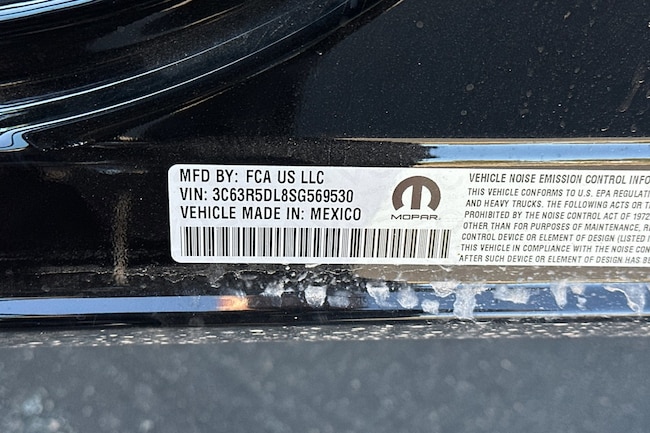 MFD BY: FCA US LLC
VIN: 3C63R5DL8SG569530
VEHICLE MADE IN: MEXICO
MOPAR
VEHICLE NOISE EMISSION CONTROL INFO
THIS VEHICLE CONFORMS TO U.S. EPA REGULAT
AND HEAVY TRUCKS. THE FOLLOWING ACTS OR T
PROHIBITED BY THE NOISE CONTROL ACT OF 1972
OTHER THAN FOR PURPOSES OF MAINTENANCE, RE
CONTROL DEVICE OR ELEMENT OF DESIGN (LISTED I
THIS VEHICLE IN COMPLIANCE WITH THE NOISE CONT
AFTER SUCH DEVICE OR ELEMENT OF DESIGN HAS B